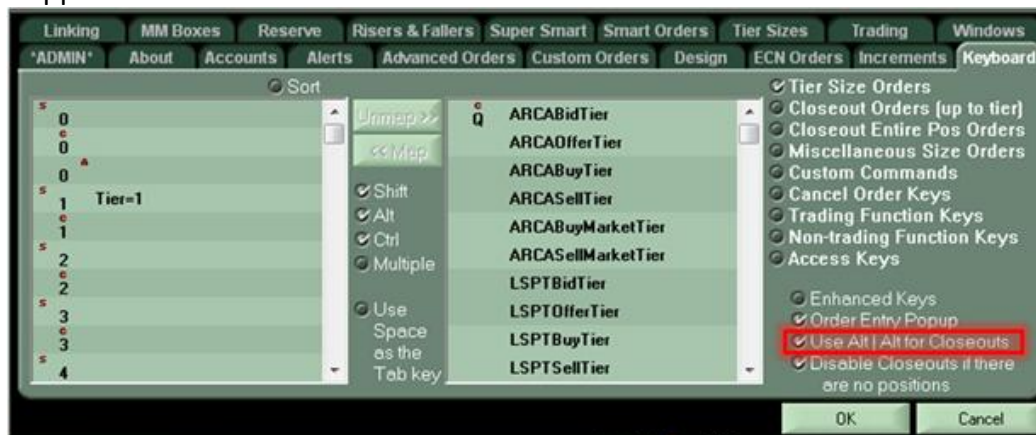 Linking MM Boxes Reserve Risers & Fallers Super Smart Smart Orders Tier Sizes Trading Windows
*ADMIN* About Accounts Alerts Advanced Orders Custom Orders Design ECN Orders Increments Keyboard
Sort
s 0
c 0
A 0
s 1 Tier=1
c 1
s 2
c 2
s 3
c 3
s 4
Unmap>>
<< Map
Shift
Alt
Ctrl
Multiple
Use
Space
as the
Tab key
c Q ARCABidTier
ARCAOfferTier
ARCABuyTier
ARCASellTier
ARCABuyMarketTier
ARCASellMarketTier
LSPTBidTier
LSPTOfferTier
LSPTBuyTier
LSPTSellTier
Tier Size Orders
Closeout Orders (up to tier)
Closeout Entire Pos Orders
Miscellaneous Size Orders
Custom Commands
Cancel Order Keys
Trading Function Keys
Non-trading Function Keys
Access Keys
Enhanced Keys
Order Entry Popup
Use Alt | Alt for Closeouts
Disable Closeouts if there
are no positions
OK Cancel